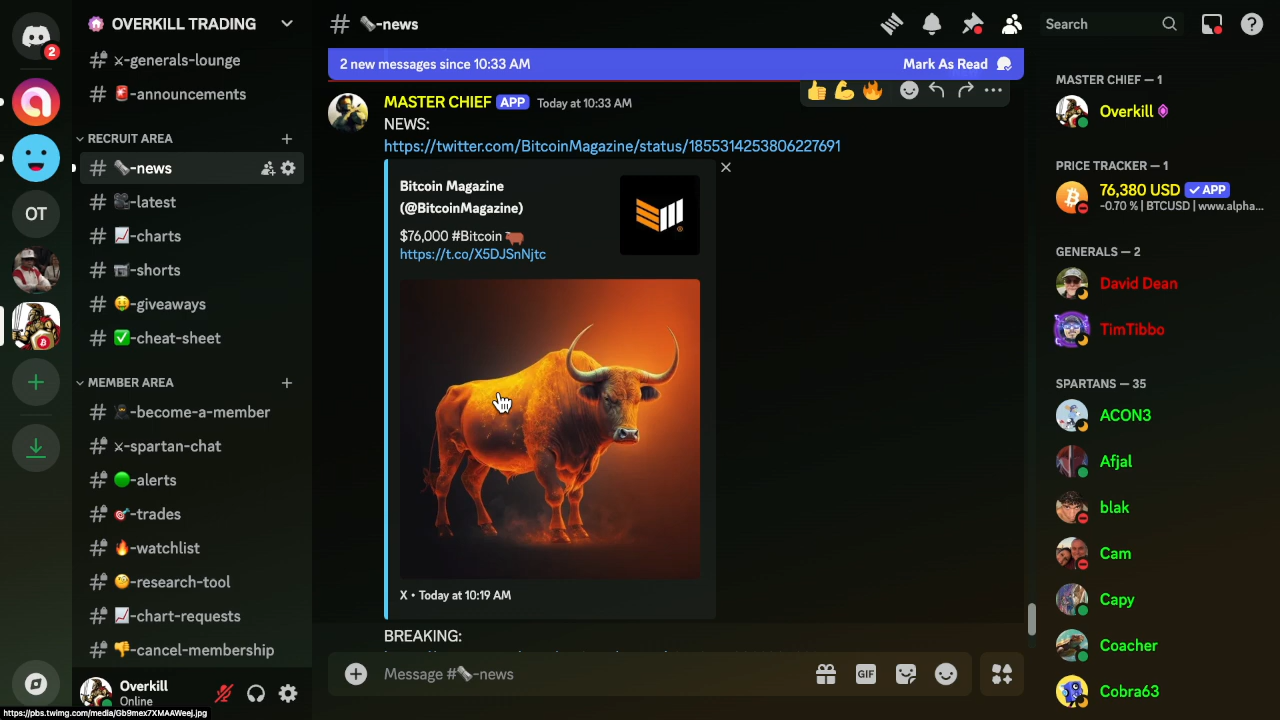 2
OVERKILL TRADING
-generals-lounge
-announcements
RECRUIT AREA
-news
-latest
-charts
-shorts
-giveaways
-cheat-sheet
MEMBER AREA
-become-a-member
-spartan-chat
-alerts
-trades
-watchlist
-research-tool
-chart-requests
-cancel-membership
OT
Overkill
Online
https://pbs.twimg.com/media/Gb9mex7XMAAWeej.jpg
# -news
Search
2 new messages since 10:33 AM
Mark As Read
MASTER CHIEF APP Today at 10:33 AM
NEWS:
https://twitter.com/BitcoinMagazine/status/1855314253806227691
Bitcoin Magazine
(@BitcoinMagazine)
$76,000 #Bitcoin
https://t.co/X5DJSnNjtc
X • Today at 10:19 AM
BREAKING:
Message #-news
GIF
MASTER CHIEF — 1
Overkill
PRICE TRACKER — 1
76,380 USD ✓ APP
-0.70 % | BTCUSD | www.alpha...
GENERALS — 2
David Dean
TimTibbo
SPARTANS — 35
ACON3
Afjal
blak
Cam
Capy
Coacher
Cobra63